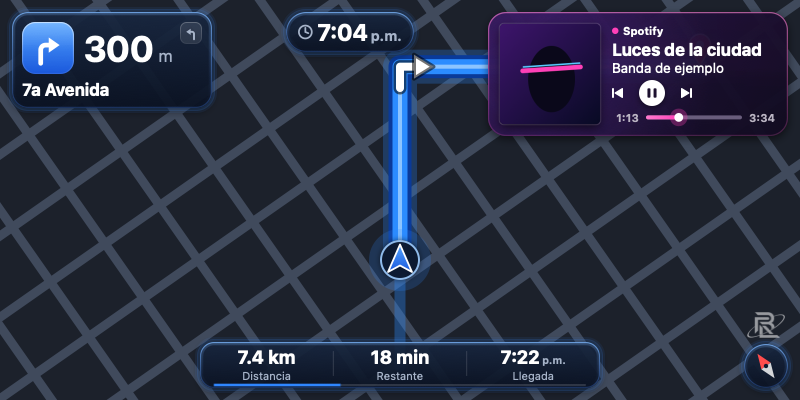 300 m
7a Avenida
7:04 p.m.
Spotify
Luces de la ciudad
Banda de ejemplo
1:13
3:34
7.4 km
Distancia
18 min
Restante
7:22 p.m.
Llegada